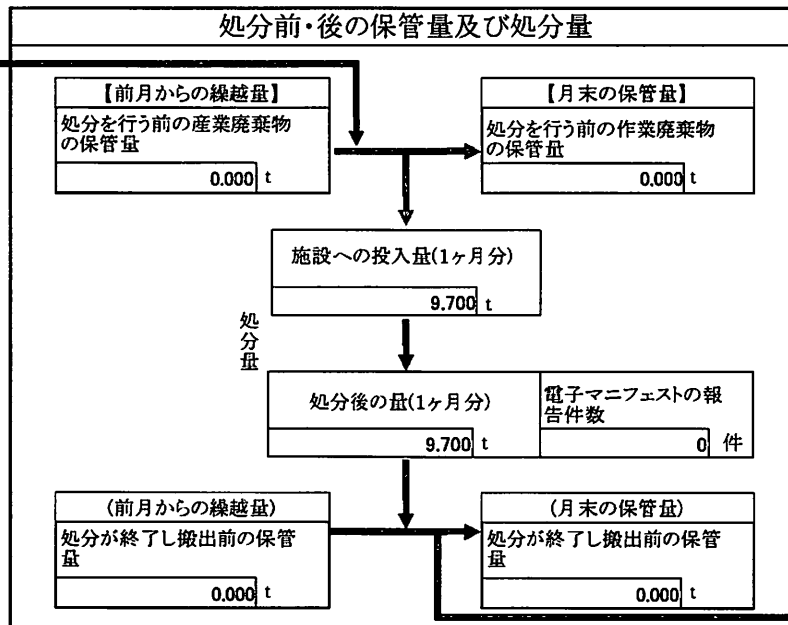 処分前・後の保管量及び処分量
【前月からの繰越量】
処分を行う前の産業廃棄物
の保管量
0.000 t
【月末の保管量】
処分を行う前の作業廃棄物
の保管量
0.000 t
施設への投入量(1ヶ月分)
9.700 t
処分量
処分後の量(1ヶ月分)
9.700 t
電子マニフェストの報
告件数
0 件
(前月からの繰越量)
処分が終了し搬出前の保管
量
0.000 t
(月末の保管量)
処分が終了し搬出前の保管
量
0.000 t